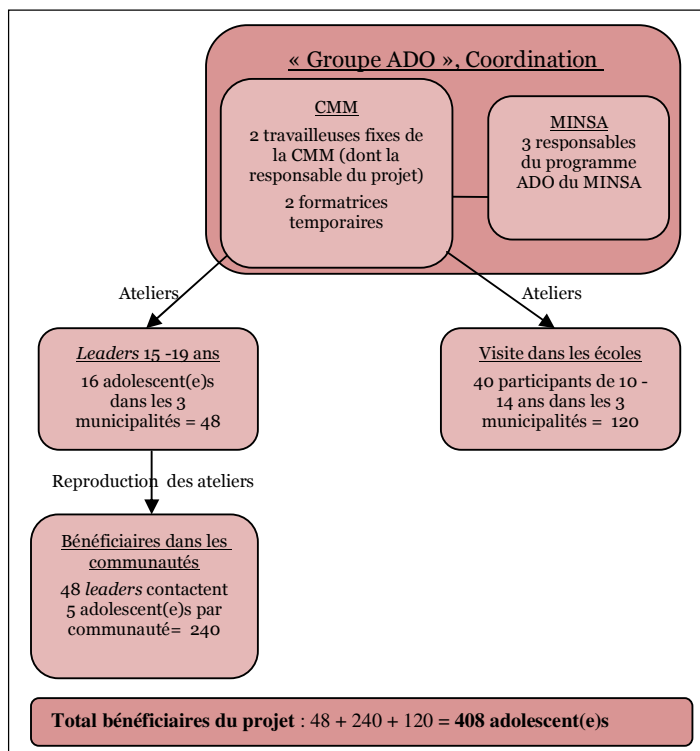 « Groupe ADO », Coordination
CMM
2 travailleuses fixes de
la CMM (dont la
responsable du projet)
2 formatrices
temporaires
MINSA
3 responsables
du programme
ADO du MINSA
Ateliers
Ateliers
Leaders 15 -19 ans
16 adolescent(e)s
dans les 3
municipalités = 48
Visite dans les écoles
40 participants de 10 -
14 ans dans les 3
municipalités = 120
Reproduction des ateliers
Bénéficiaires dans les
communautés
48 leaders contactent
5 adolescent(e)s par
communauté= 240
Total bénéficiaires du projet : 48 + 240 + 120 = 408 adolescent(e)s